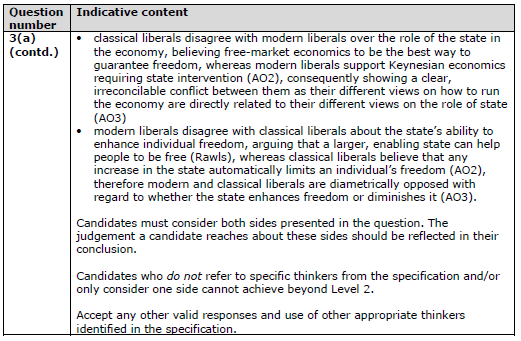 Question number
Indicative content
3(a) (contd.)
• classical liberals disagree with modern liberals over the role of the state in
the economy, believing free-market economics to be the best way to
guarantee freedom, whereas modern liberals support Keynesian economics
requiring state intervention (AO2), consequently showing a clear,
irreconcilable conflict between them as their different views on how to run
the economy are directly related to their different views on the role of state
(AO3)
• modern liberals disagree with classical liberals about the state's ability to
enhance individual freedom, arguing that a larger, enabling state can help
people to be free (Rawls), whereas classical liberals believe that any
increase in the state automatically limits an individual's freedom (AO2),
therefore modern and classical liberals are diametrically opposed with
regard to whether the state enhances freedom or diminishes it (AO3).
Candidates must consider both sides presented in the question. The
judgement a candidate reaches about these sides should be reflected in their
conclusion.
Candidates who do not refer to specific thinkers from the specification and/or
only consider one side cannot achieve beyond Level 2.
Accept any other valid responses and use of other appropriate thinkers
identified in the specification.